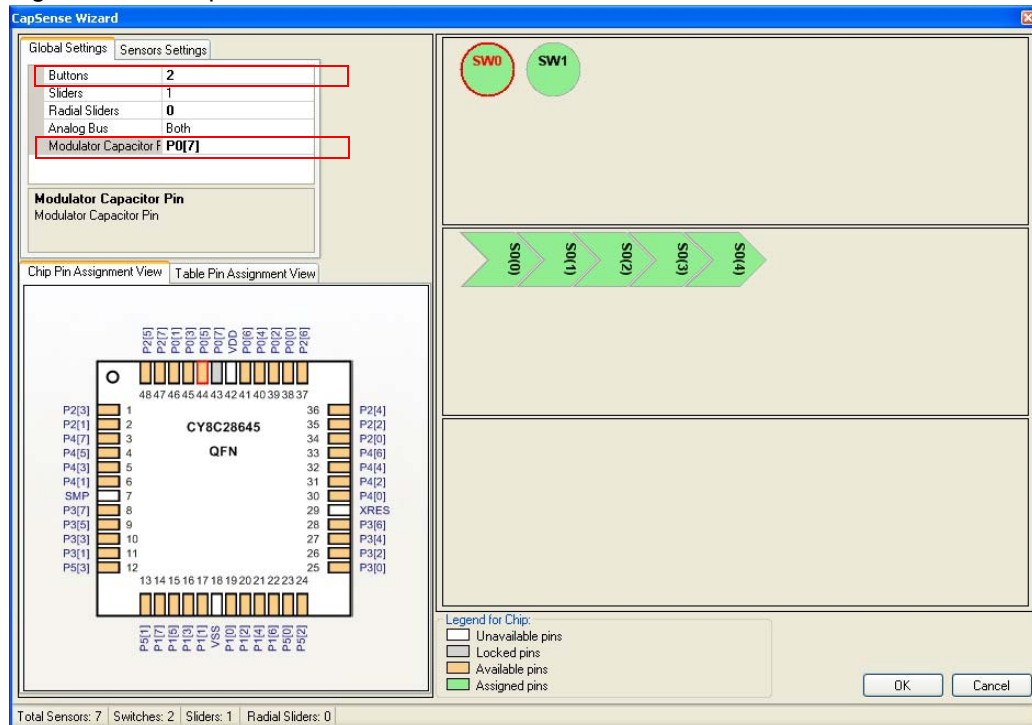 CapSense Wizard
Global Settings Sensors Settings
Buttons 2
Sliders 1
Radial Sliders 0
Analog Bus Both
Modulator Capacitor P P0[7]
Modulator Capacitor Pin
Modulator Capacitor Pin
SW0 SW1
S0(0) S0(1) S0(2) S0(3) S0(4)
Chip Pin Assignment View Table Pin Assignment View
P2[5] P2[7] P0[1] P0[3] P0[5] P0[7] VDD P0[6] P0[4] P0[2] P0[0] P2[6]
48 47 46 45 44 43 42 41 40 39 38 37
P2[3] 1 36 P2[4]
P2[1] 2 CY8C28645 35 P2[2]
P4[7] 3 34 P2[0]
P4[5] 4 QFN 33 P4[6]
P4[3] 5 32 P4[4]
P4[1] 6 31 P4[2]
SMP 7 30 P4[0]
P3[7] 8 29 XRES
P3[5] 9 28 P3[6]
P3[3] 10 27 P3[4]
P3[1] 11 26 P3[2]
P5[3] 12 25 P3[0]
13 14 15 16 17 18 19 20 21 22 23 24
P5[1] P1[7] P1[5] P1[3] P1[1] VSS P1[0] P1[2] P1[4] P1[6] P5[0] P5[2]
Legend for Chip:
Unavailable pins
Locked pins
Available pins
Assigned pins
OK Cancel
Total Sensors: 7 Switches: 2 Sliders: 1 Radial Sliders: 0